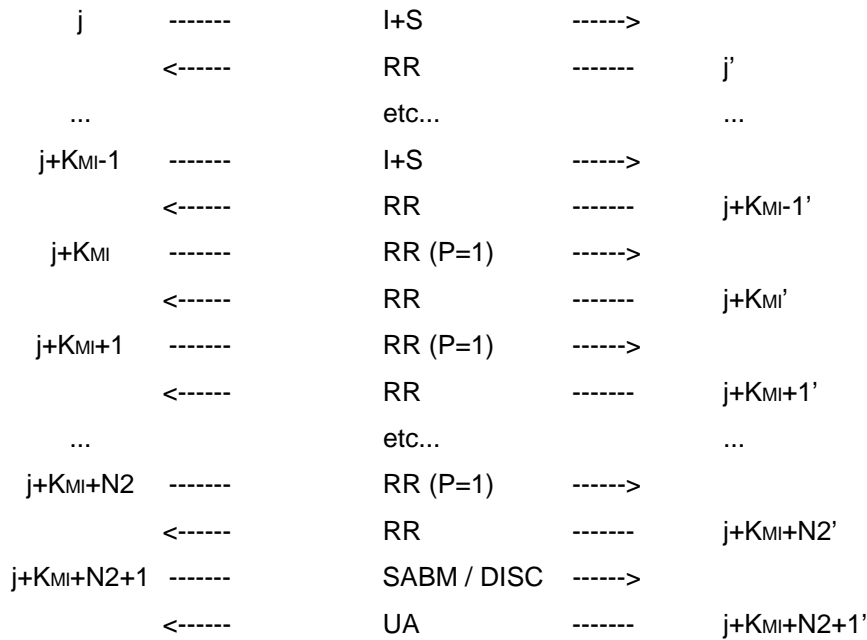 j ------- I+S ------>
<------ RR ------- j’
... etc... ...
j+KMI-1 ------- I+S ------>
<------ RR ------- j+KMI-1’
j+KMI ------- RR (P=1) ------>
<------ RR ------- j+KMI’
j+KMI+1 ------- RR (P=1) ------>
<------ RR ------- j+KMI+1’
... etc... ...
j+KMI+N2 ------- RR (P=1) ------>
<------ RR ------- j+KMI+N2’
j+KMI+N2+1 ------- SABM / DISC ------>
<------ UA ------- j+KMI+N2+1’